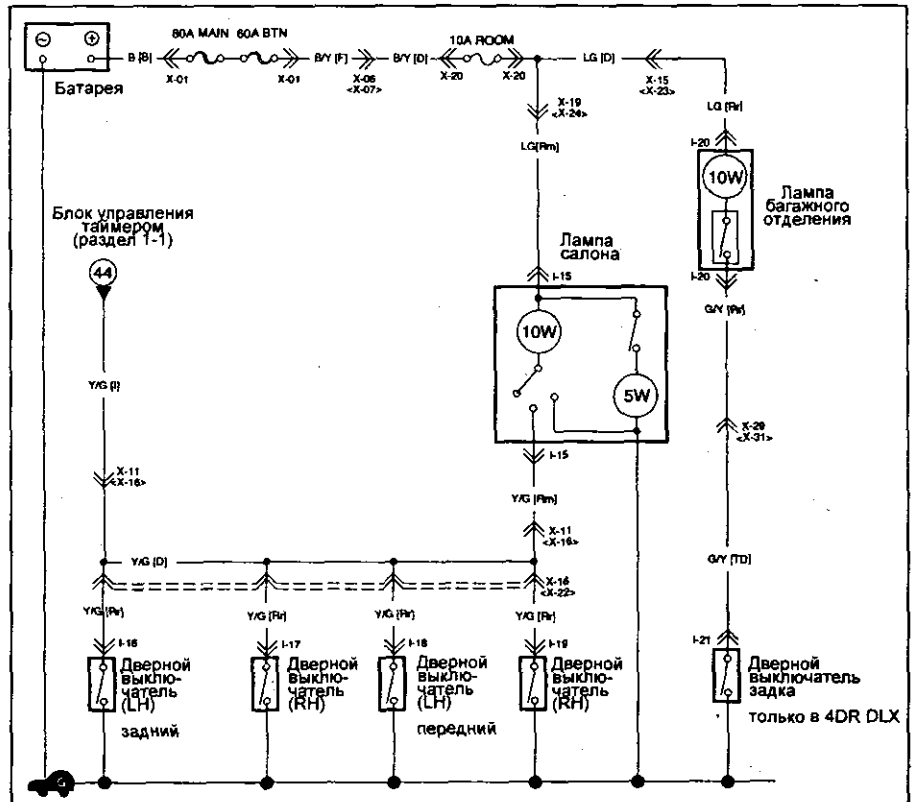 80A MAIN 60A BTN
10A ROOM
B [B]
B/Y [F]
B/Y [D]
LG [D]
X-01
X-01
X-06
<X-07>
X-20
X-20
X-15
<X-23>
Батарея
X-19
<X-24>
LG [Rr]
LG[Rm]
I-20
10W
Лампа
багажного
отделения
Блок управления
таймером
(раздел 1-1)
44
Лампа
салона
I-15
I-20
G/Y [Rr]
10W
5W
Y/G [I]
X-29
<X-31>
I-15
X-11
<X-16>
Y/G [Rm]
X-11
<X-16>
Y/G [D]
G/Y [TD]
X-16
<X-22>
Y/G [Rr]
Y/G [Rr]
Y/G [Rr]
Y/G [Rr]
I-16
I-17
I-18
I-19
I-21
Дверной
выклю-
чатель
(LH)
задний
Дверной
выклю-
чатель
(RH)
Дверной
выклю-
чатель
(LH)
передний
Дверной
выклю-
чатель
(RH)
Дверной
выключатель
задка
только в 4DR DLX